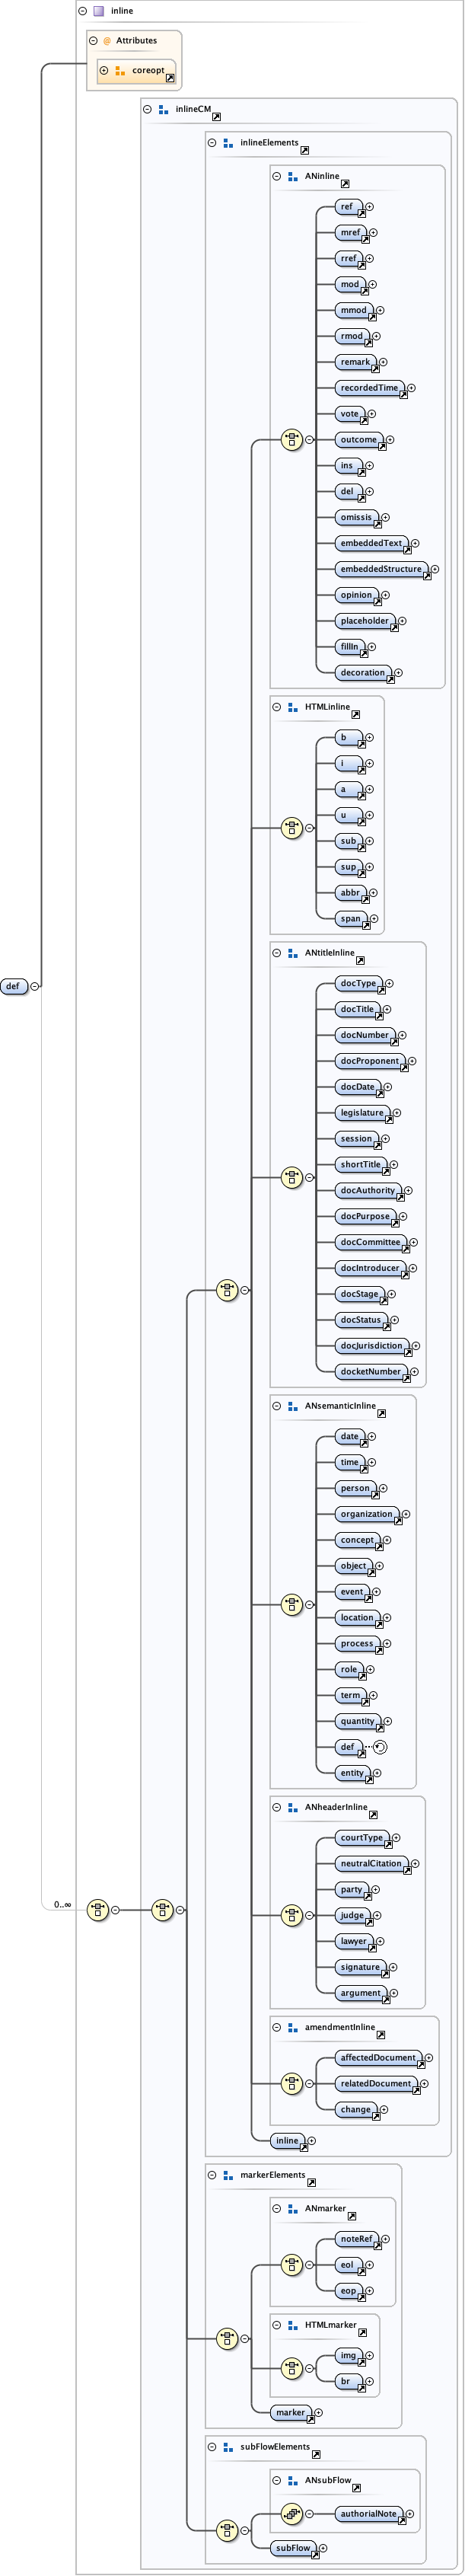 inline
Attributes
coreopt
inlineCM
inlineElements
ANinline
ref
mref
rref
mod
mmod
rmod
remark
recordedTime
vote
outcome
ins
del
omissis
embeddedText
embeddedStructure
opinion
placeholder
fillIn
decoration
HTMLinline
b
i
a
u
sub
sup
abbr
span
ANtitleInline
docType
def
docTitle
docNumber
docProponent
docDate
legislature
session
shortTitle
docAuthority
docPurpose
docCommittee
docIntroducer
docStage
docStatus
docJurisdiction
docketNumber
ANsemanticInline
date
time
person
organization
concept
object
event
location
process
role
term
quantity
def
entity
ANheaderInline
courtType
neutralCitation
party
0..∞
judge
lawyer
signature
argument
amendmentInline
affectedDocument
relatedDocument
change
inline
markerElements
ANmarker
noteRef
eol
eop
HTMLmarker
img
br
marker
subFlowElements
ANsubFlow
authorialNote
subFlow